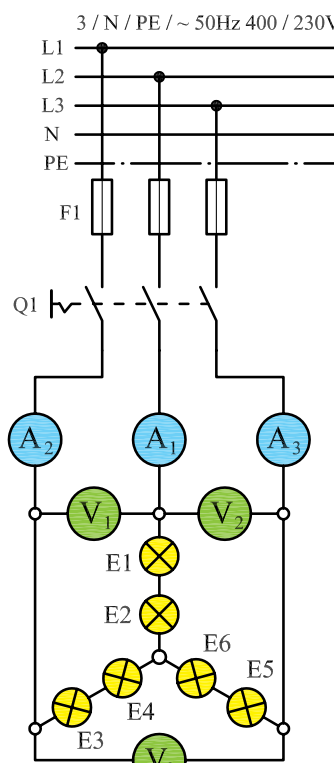 3 / N / PE / ~ 50Hz 400 / 230V
L1
L2
L3
N
PE
F1
Q1
A2 A1 A3
V1 V2
E1
E2
E6
E4 E5
E3
V